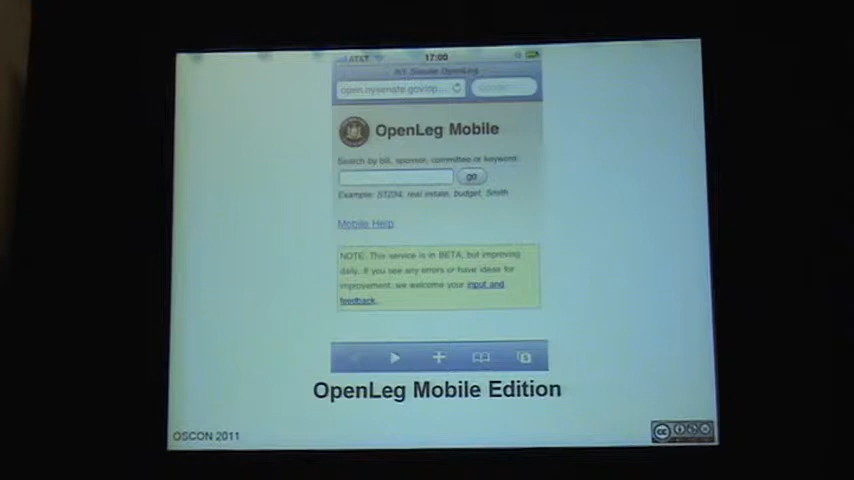 AT&T 17:00
NY Senate OpenLeg
open.nysenate.gov/op... Google
OpenLeg Mobile
Search by bill, sponsor, committee or keyword:
go
Example: S1234, real estate, budget, Smith
Mobile Help
NOTE: This service is in BETA, but improving
daily. If you see any errors or have ideas for
improvement, we welcome your input and
feedback.
OpenLeg Mobile Edition
OSCON 2011
cc